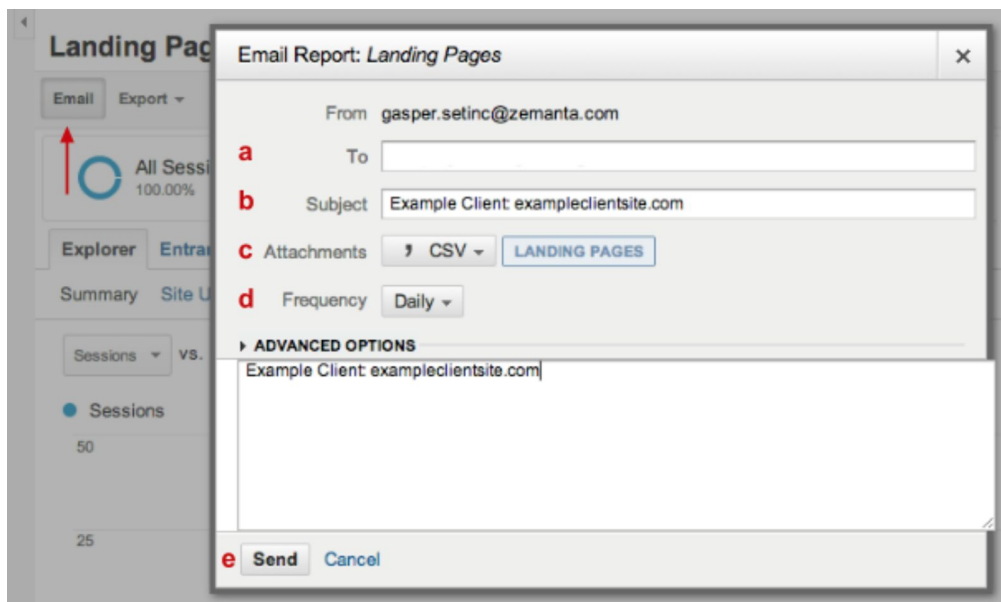 Landing Pag
Email Export
All Sessi
100.00%
Explorer Entra
Summary Site U
Sessions VS.
Sessions
50
25
Email Report: Landing Pages
From gasper.setinc@zemanta.com
a To
b Subject Example Client: exampleclientsite.com
c Attachments , CSV LANDING PAGES
d Frequency Daily
ADVANCED OPTIONS
Example Client: exampleclientsite.com
e Send Cancel